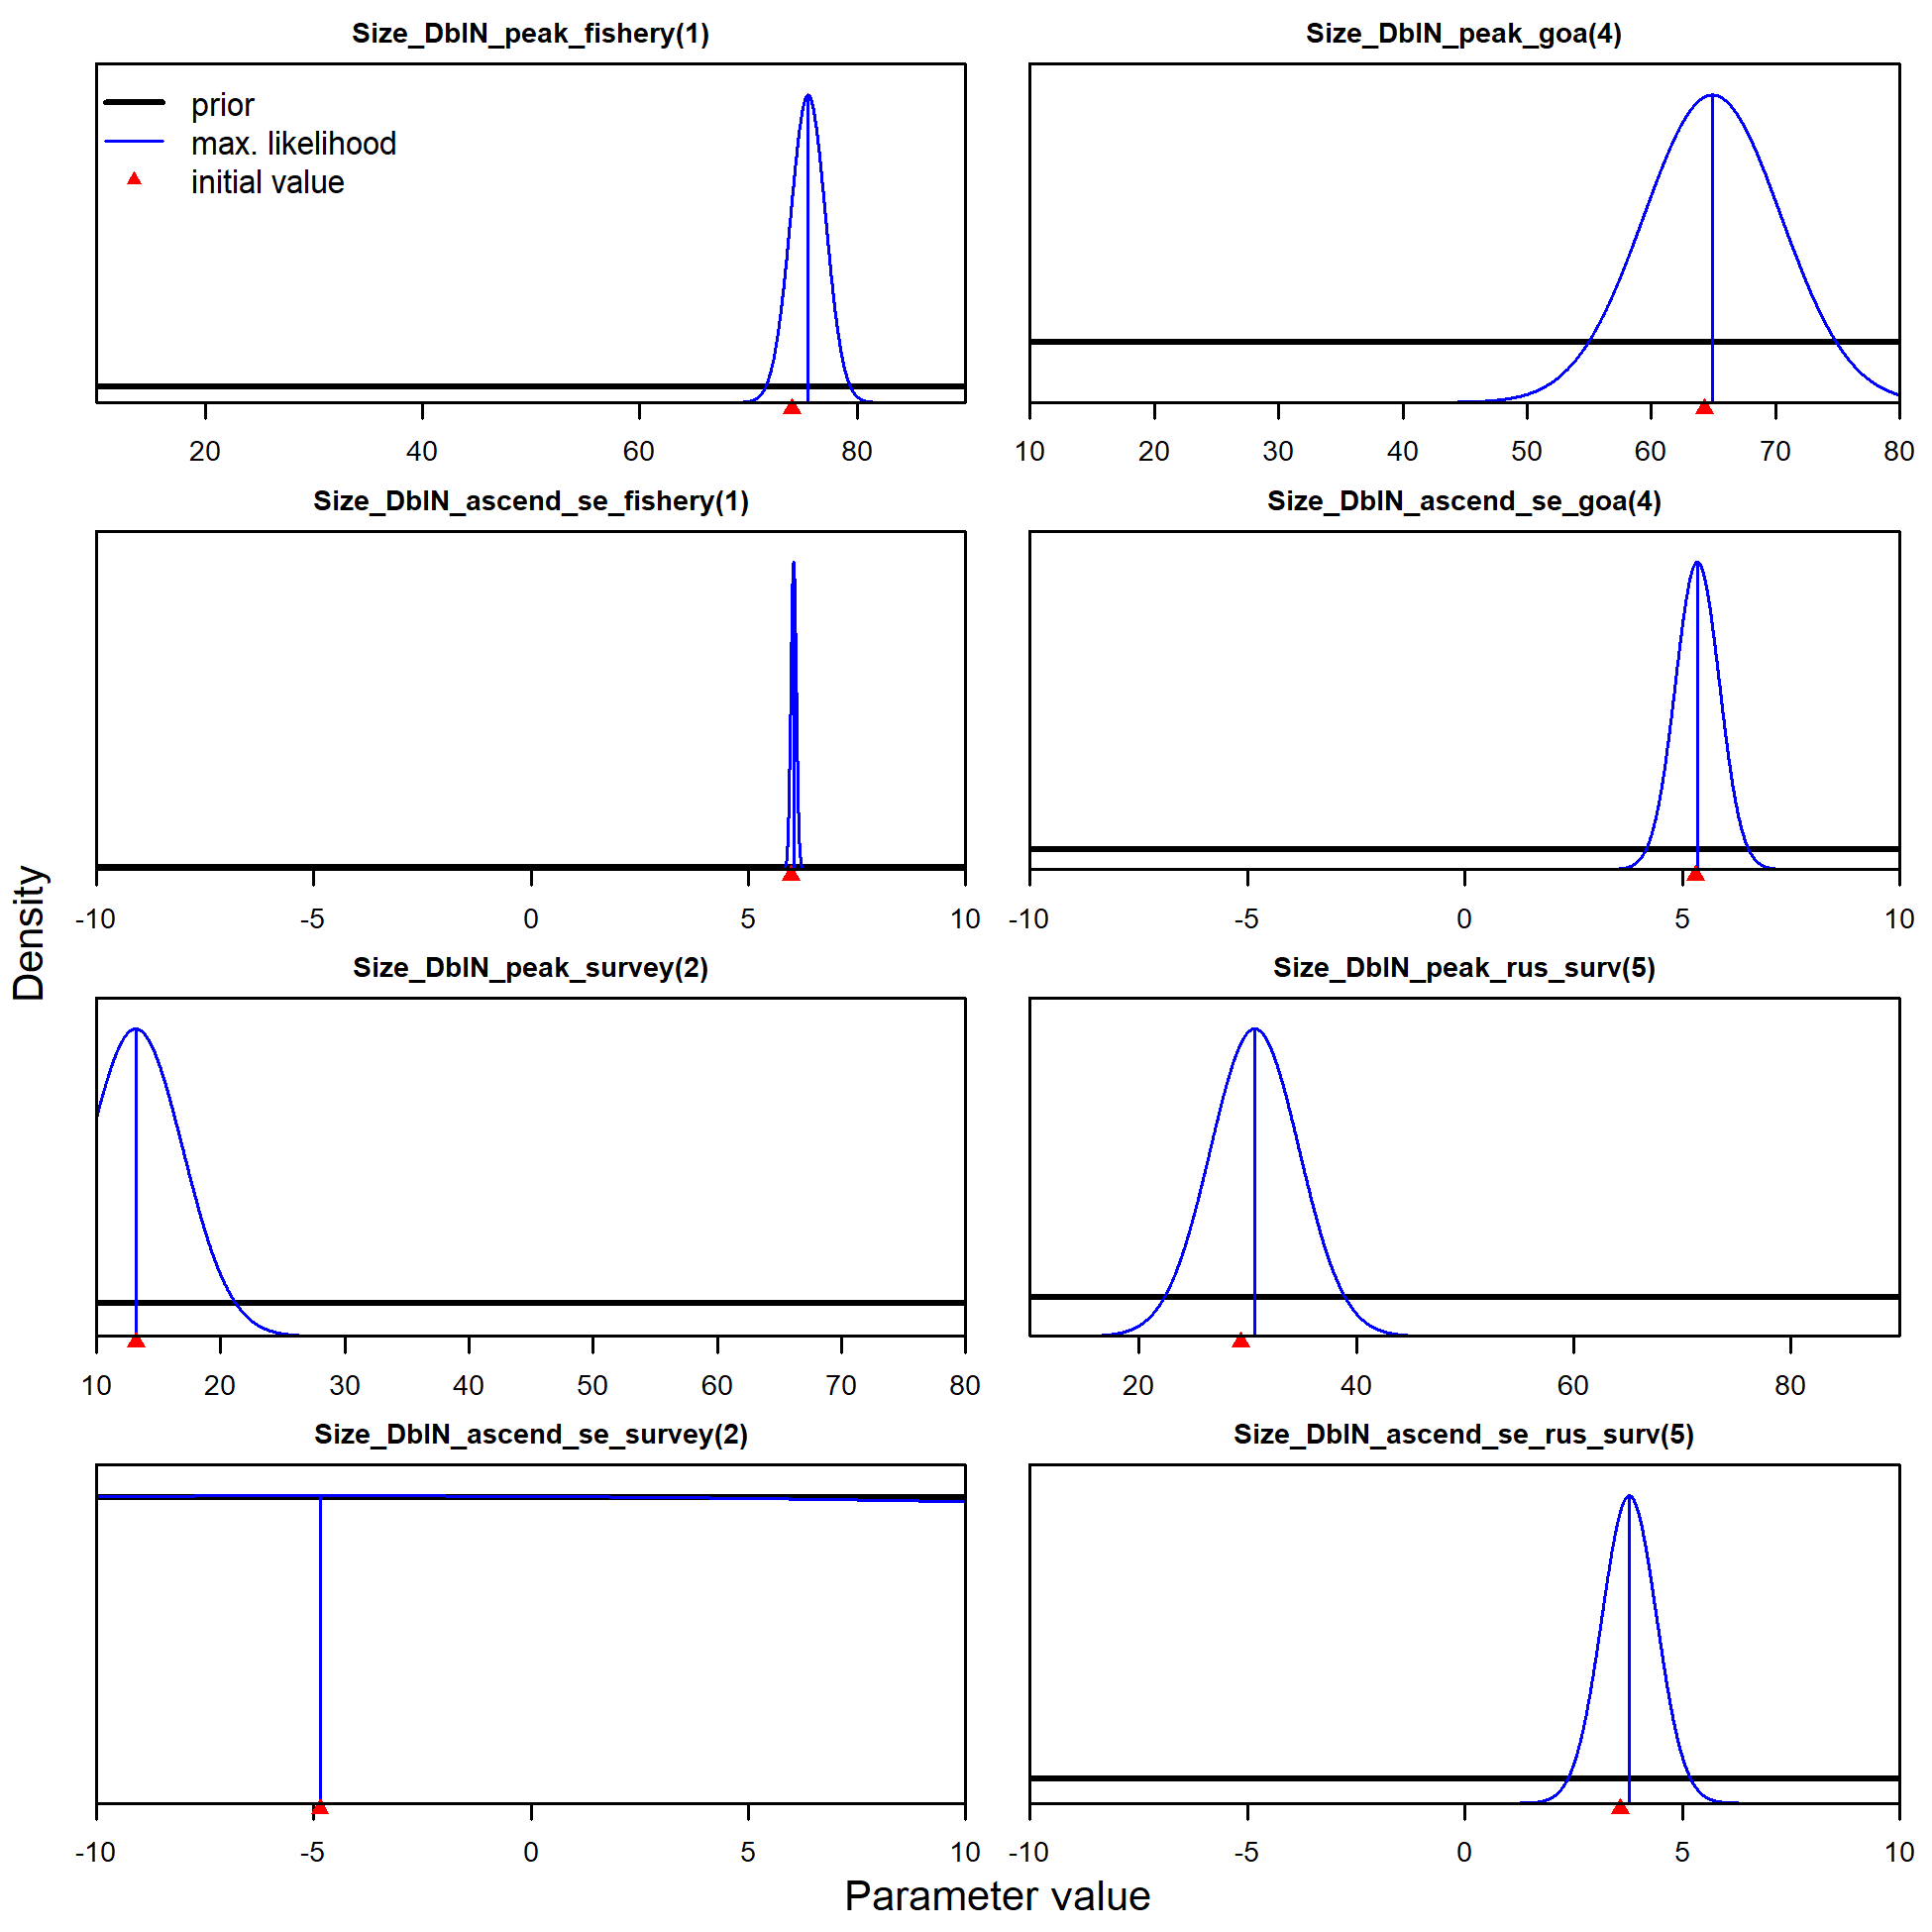 Size_DblN_peak_fishery(1)
prior
max. likelihood
initial value
20 40 60 80
Size_DblN_peak_goa(4)
10 20 30 40 50 60 70 80
Size_DblN_ascend_se_fishery(1)
-10 -5 0 5 10
Size_DblN_ascend_se_goa(4)
-10 -5 0 5 10
Size_DblN_peak_survey(2)
10 20 30 40 50 60 70 80
Size_DblN_peak_rus_surv(5)
20 40 60 80
Size_DblN_ascend_se_survey(2)
-10 -5 0 5 10
Size_DblN_ascend_se_rus_surv(5)
-10 -5 0 5 10
Density
Parameter value